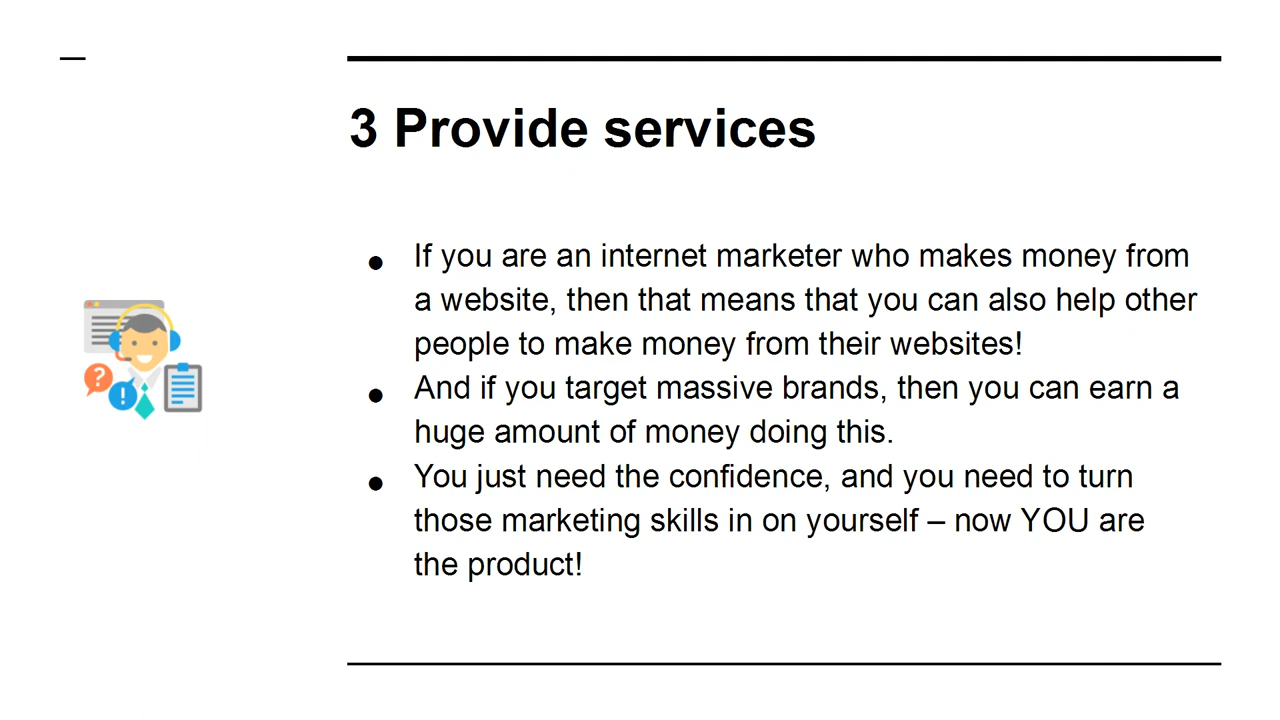 3 Provide services
● If you are an internet marketer who makes money from
a website, then that means that you can also help other
people to make money from their websites!
● And if you target massive brands, then you can earn a
huge amount of money doing this.
● You just need the confidence, and you need to turn
those marketing skills in on yourself – now YOU are
the product!
? !